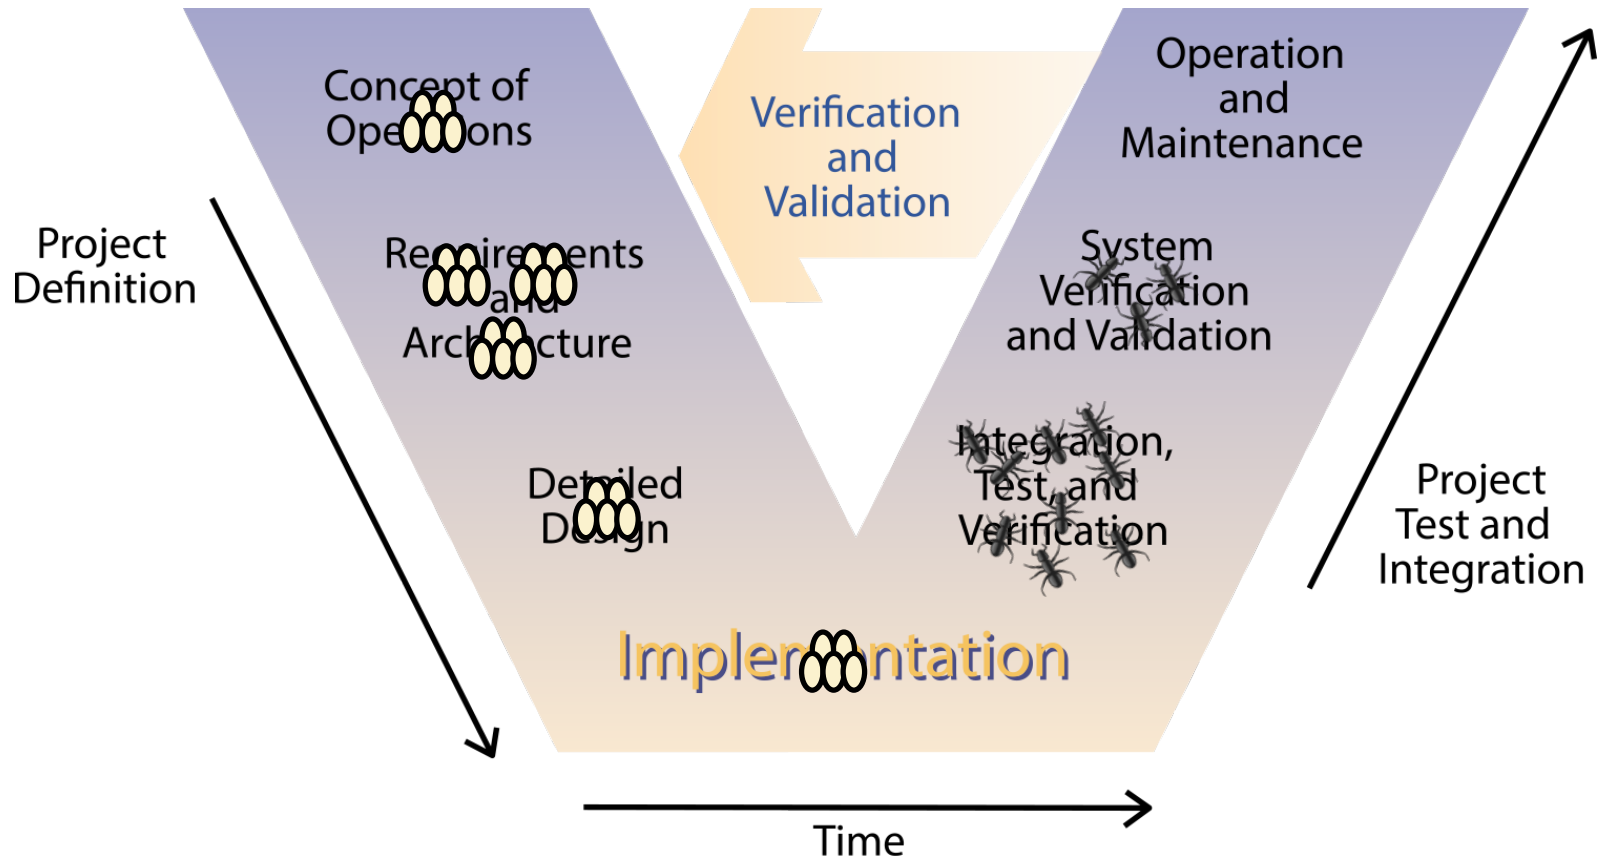 Concept of
Operations
Requirements
and
Architecture
Detailed
Design
Implementation
Verification
and
Validation
Operation
and
Maintenance
System
Verification
and Validation
Integration,
Test, and
Verification
Project
Definition
Project
Test and
Integration
Time